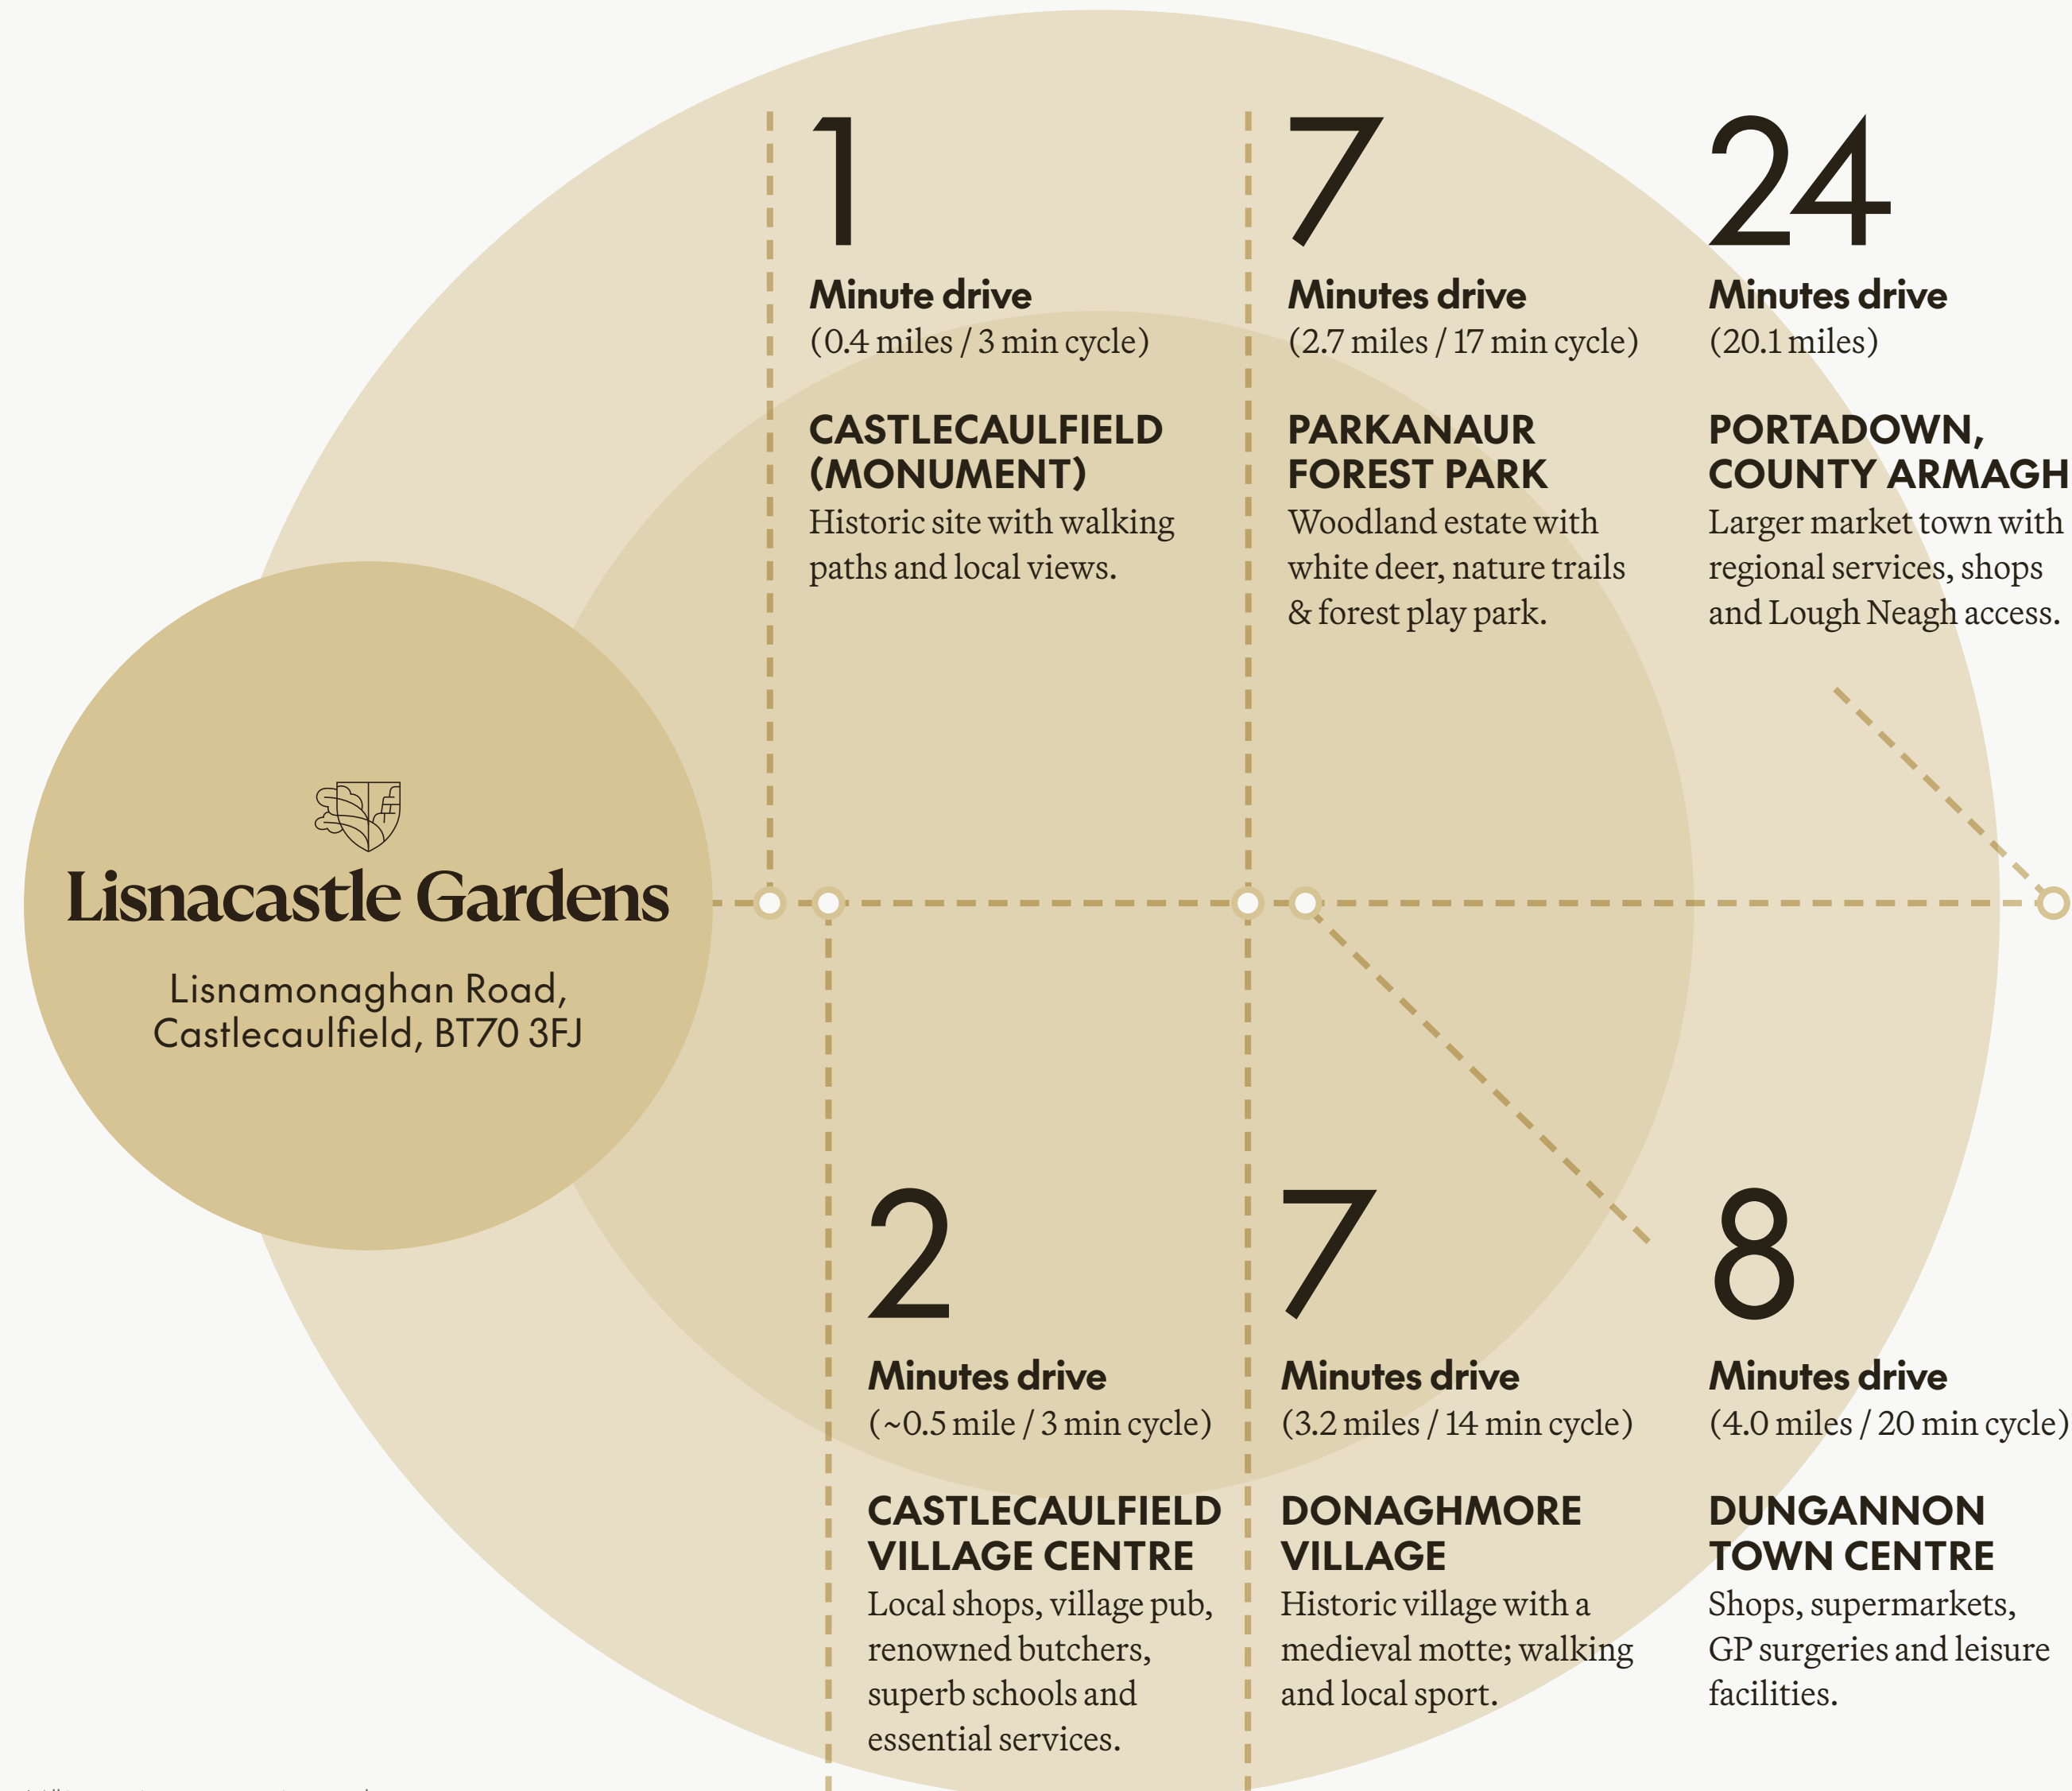 1
Minute drive
(0.4 miles / 3 min cycle)
CASTLECAULFIELD
(MONUMENT)
Historic site with walking
paths and local views.
7
Minutes drive
(2.7 miles / 17 min cycle)
PARKANAUR
FOREST PARK
Woodland estate with
white deer, nature trails
& forest play park.
24
Minutes drive
(20.1 miles)
PORTADOWN,
COUNTY ARMAGH
Larger market town with
regional services, shops
and Lough Neagh access.
Lisnacastle Gardens
Lisnamonaghan Road,
Castlecaulfield, BT70 3FJ
2
Minutes drive
(~0.5 mile / 3 min cycle)
CASTLECAULFIELD
VILLAGE CENTRE
Local shops, village pub,
renowned butchers,
superb schools and
essential services.
7
Minutes drive
(3.2 miles / 14 min cycle)
DONAGHMORE
VILLAGE
Historic village with a
medieval motte; walking
and local sport.
8
Minutes drive
(4.0 miles / 20 min cycle)
DUNGANNON
TOWN CENTRE
Shops, supermarkets,
GP surgeries and leisure
facilities.